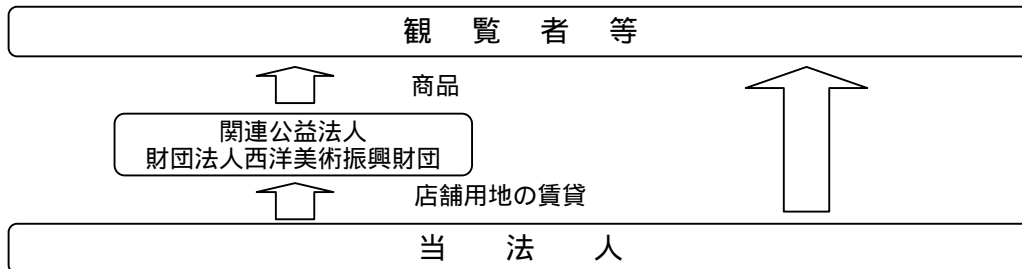 観覧者等
商品
関連公益法人
財団法人西洋美術振興財団
店舗用地の賃貸
当法人